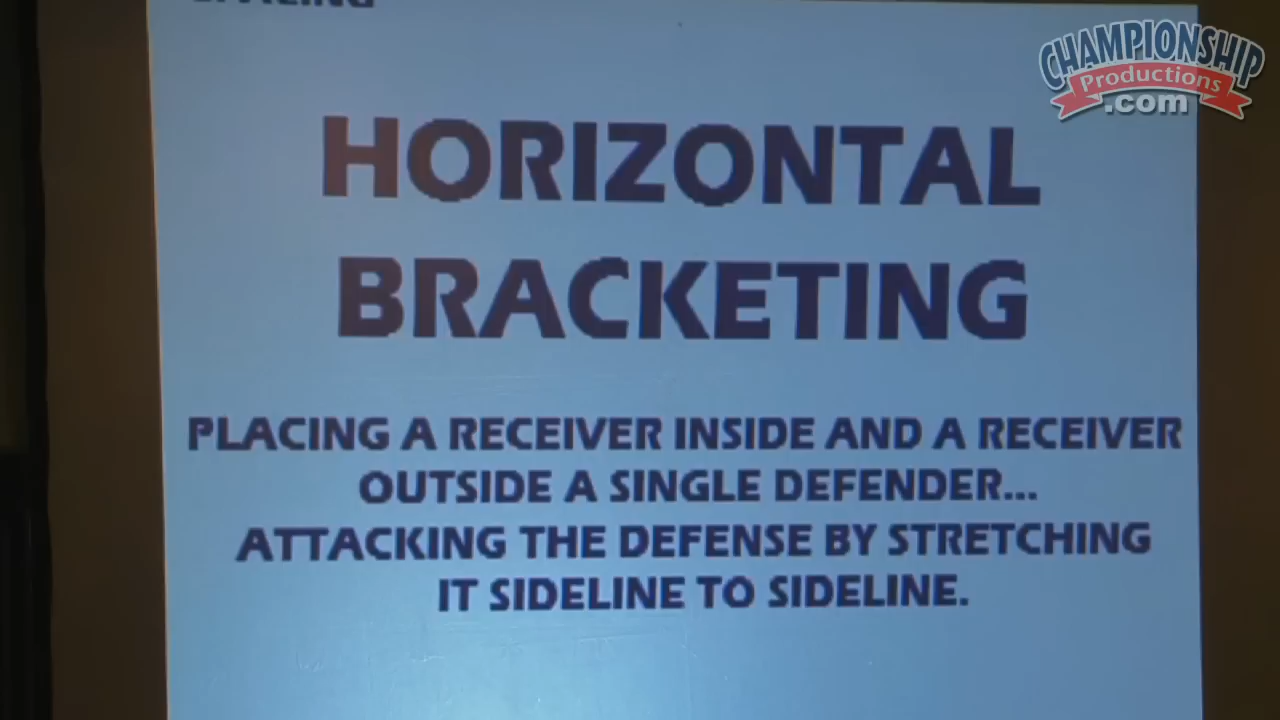 SPACING
CHAMPIONSHIP
Productions
.com
HORIZONTAL
BRACKETING
PLACING A RECEIVER INSIDE AND A RECEIVER
OUTSIDE A SINGLE DEFENDER...
ATTACKING THE DEFENSE BY STRETCHING
IT SIDELINE TO SIDELINE.